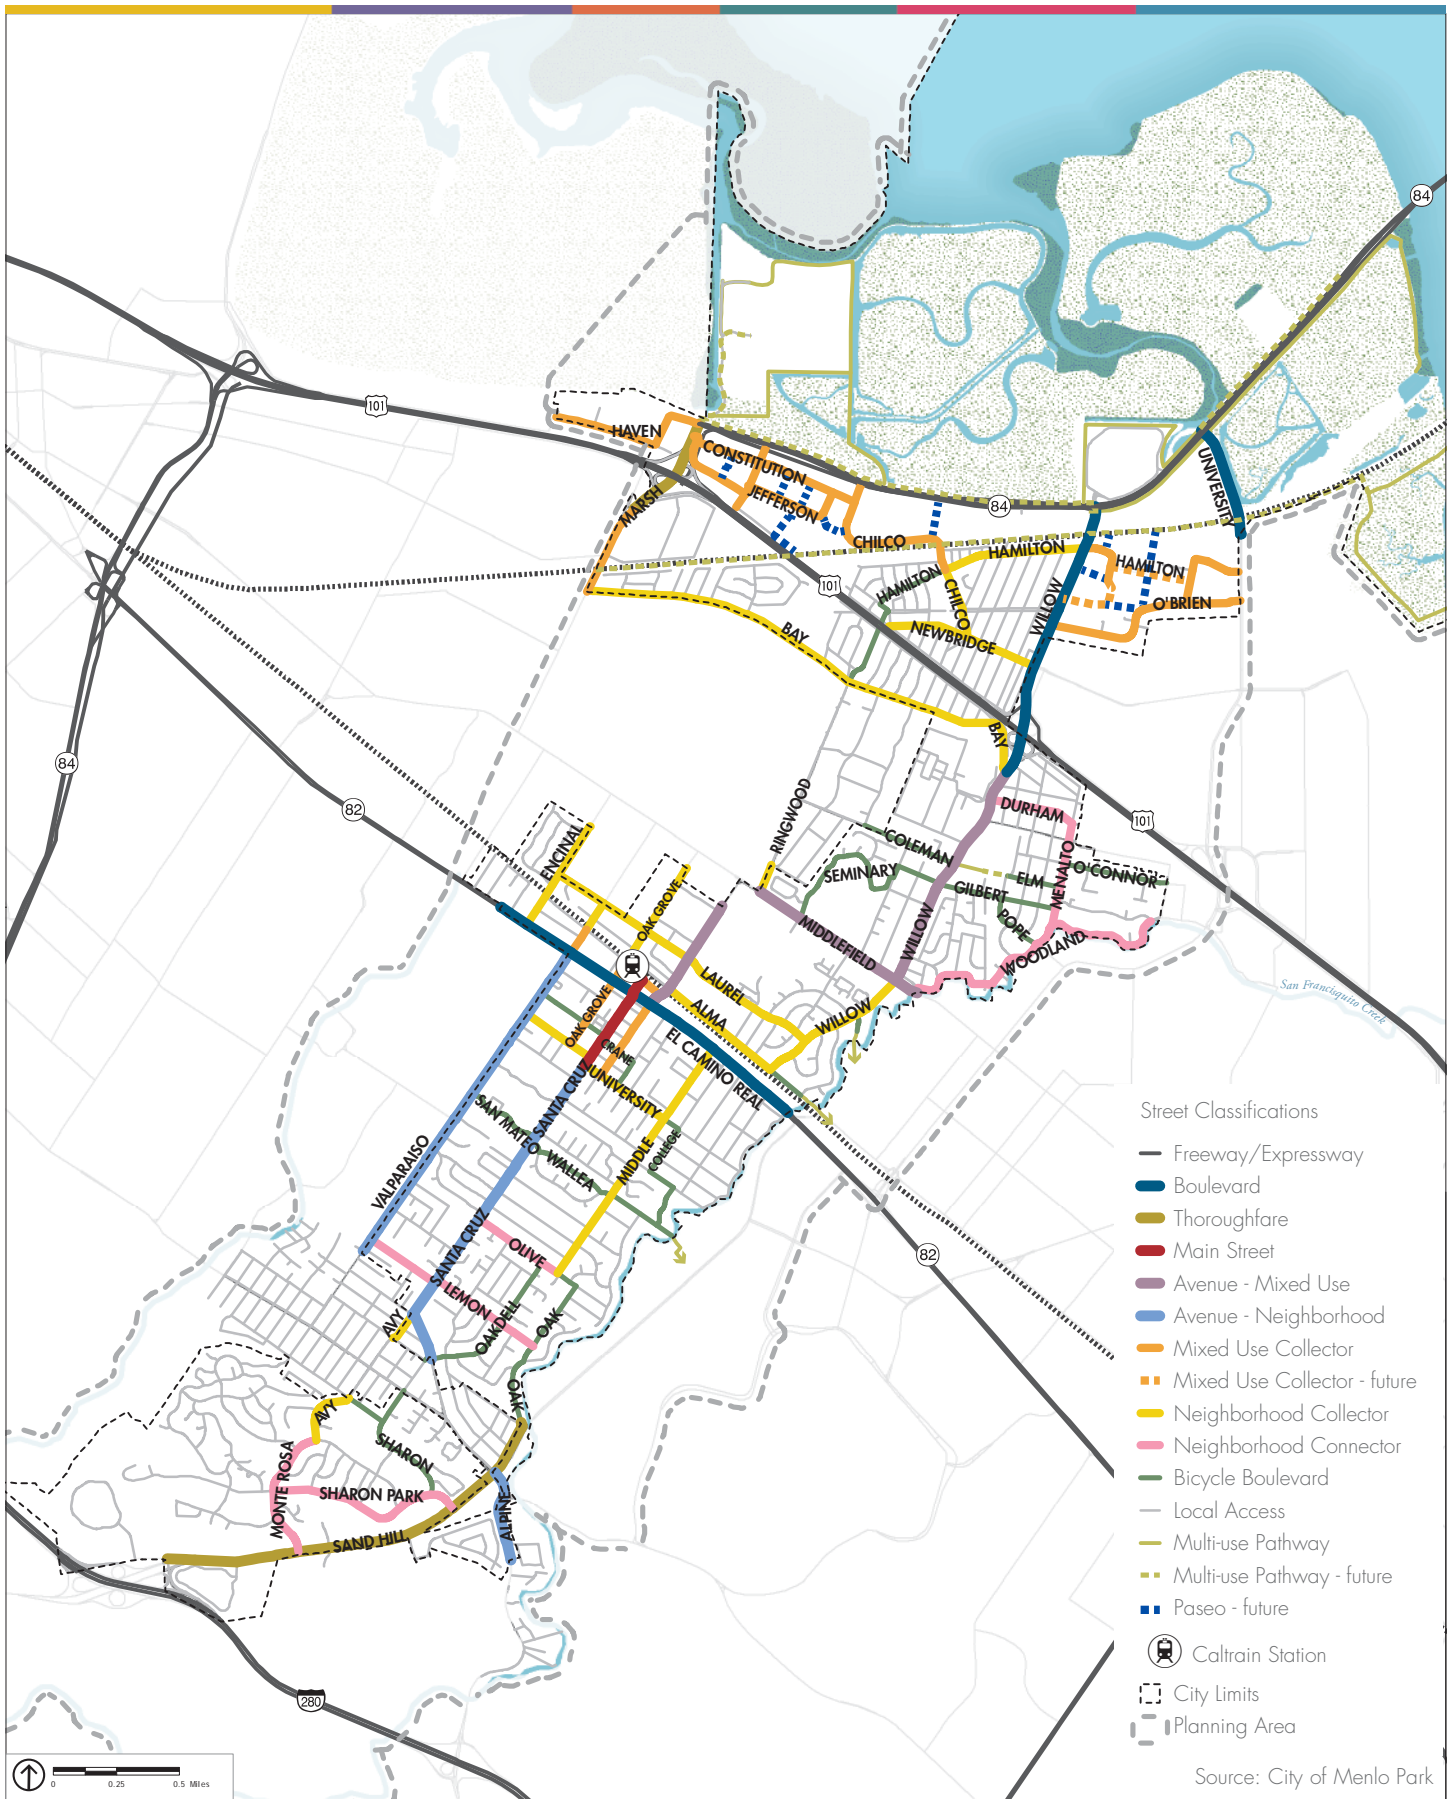 84
101
HAVEN
CONSTITUTION
JEFFERSON
MARSH
84
UNIVERSITY
CHILCO
HAMILTON
HAMILTON
HAMILTON
101
CHILCO
WILLOW
O'BRIEN
BAY
NEWBRIDGE
BAY
84
82
RINGWOOD
DURHAM
101
ENCINAL
'COLEMAN
SEMINARY
ELM
MENALTO
O'CONNOR
GILBERT
OAK GROVE
POPE
WILLOW
MIDDLEFIELD
WOODLAND
LAUREL
San Francisquito Creek
OAK GROVE
ALMA
WILLOW
CRANE
EL CAMINO REAL
SANTA CRUZ
UNIVERSITY
SAN MATEO
WALLEA
MIDDLE
COLLEGE
VALPARAISO
SANTA CRUZ
OLIVE
82
LEMON
AVY
OAKDELL
OAK
OAK
AVY
SHARON
MONTE ROSA
SHARON PARK
SAND HILL
ALPINE
280
Street Classifications
Freeway/Expressway
Boulevard
Thoroughfare
Main Street
Avenue - Mixed Use
Avenue - Neighborhood
Mixed Use Collector
Mixed Use Collector - future
Neighborhood Collector
Neighborhood Connector
Bicycle Boulevard
Local Access
Multi-use Pathway
Multi-use Pathway - future
Paseo - future
Caltrain Station
City Limits
Planning Area
Source: City of Menlo Park
0 0.25 0.5 Miles